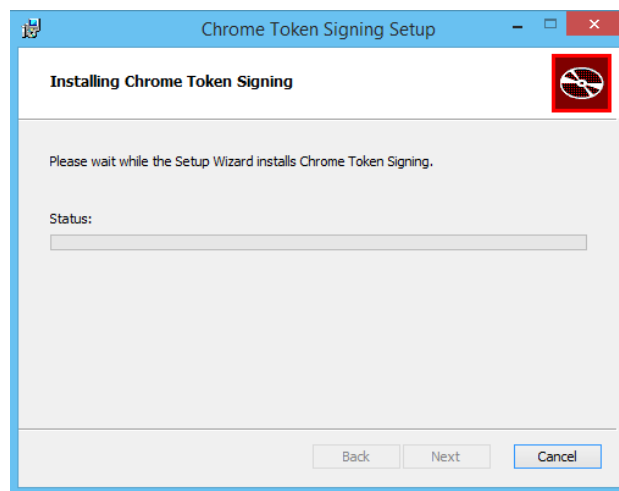 Chrome Token Signing Setup
Installing Chrome Token Signing
Please wait while the Setup Wizard installs Chrome Token Signing.
Status:
Back Next Cancel